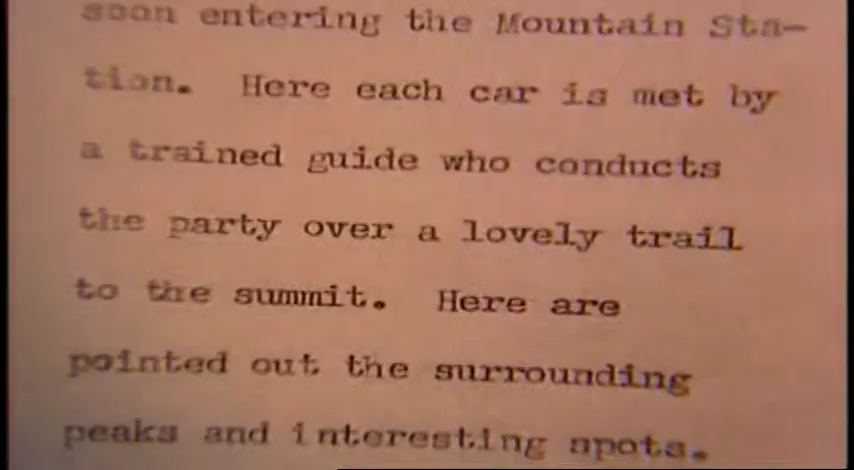 soon entering the Mountain Sta-
tion. Here each car is met by
a trained guide who conducts
the party over a lovely trail
to the summit. Here are
pointed out the surrounding
peaks and interesting spots.